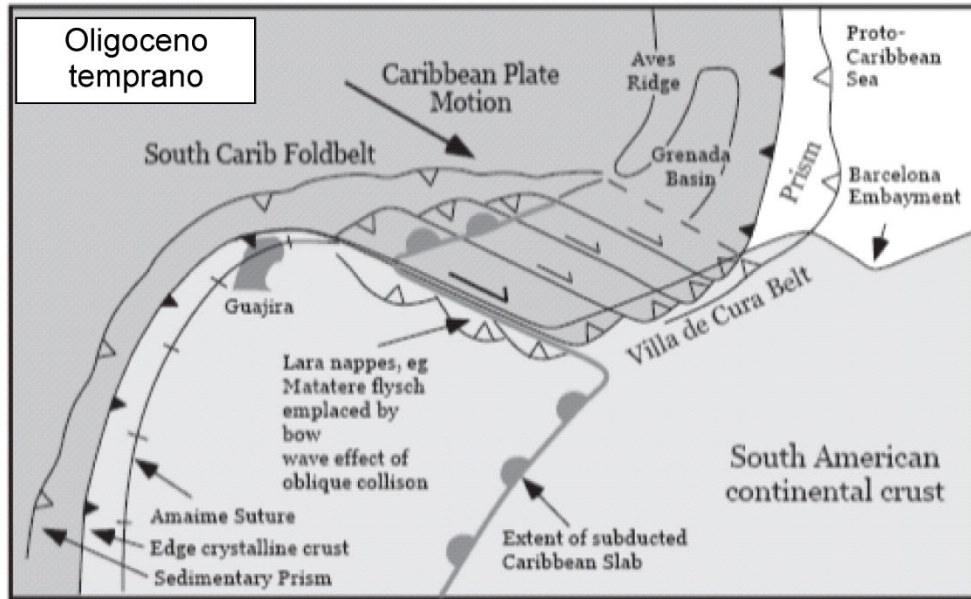 Oligoceno
temprano
Caribbean Plate
Motion
Aves
Ridge
Proto-
Caribbean
Sea
South Carib Foldbelt
Grenada
Basin
Prism
Barcelona
Embayment
Guajira
Villa de Cura Belt
Lara nappes, eg
Matatere flysch
emplaced by
bow
wave effect of
oblique collison
South American
continental crust
Amaime Suture
Edge crystalline crust
Sedimentary Prism
Extent of subducted
Caribbean Slab